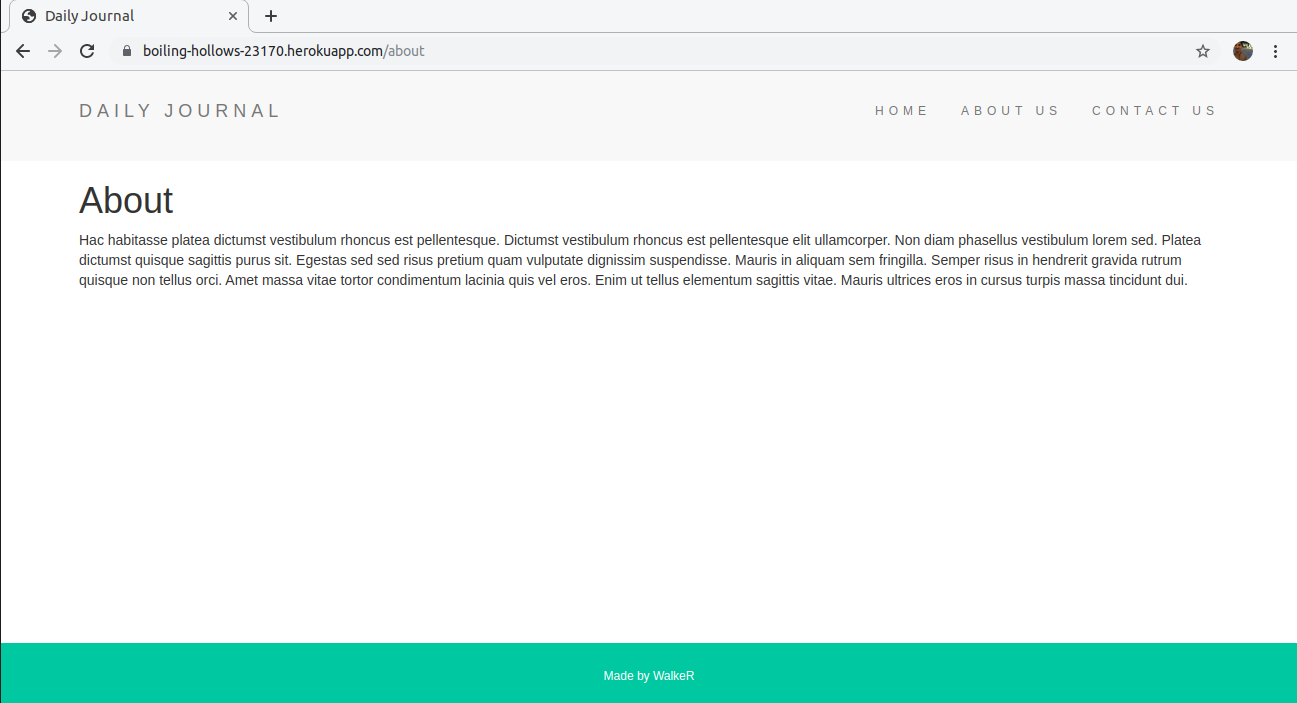 Daily Journal
boiling-hollows-23170.herokuapp.com/about
DAILY JOURNAL
HOME ABOUT US CONTACT US
About
Hac habitasse platea dictumst vestibulum rhoncus est pellentesque. Dictumst vestibulum rhoncus est pellentesque elit ullamcorper. Non diam phasellus vestibulum lorem sed. Platea
dictumst quisque sagittis purus sit. Egestas sed sed risus pretium quam vulputate dignissim suspendisse. Mauris in aliquam sem fringilla. Semper risus in hendrerit gravida rutrum
quisque non tellus orci. Amet massa vitae tortor condimentum lacinia quis vel eros. Enim ut tellus elementum sagittis vitae. Mauris ultrices eros in cursus turpis massa tincidunt dui.
Made by WalkeR